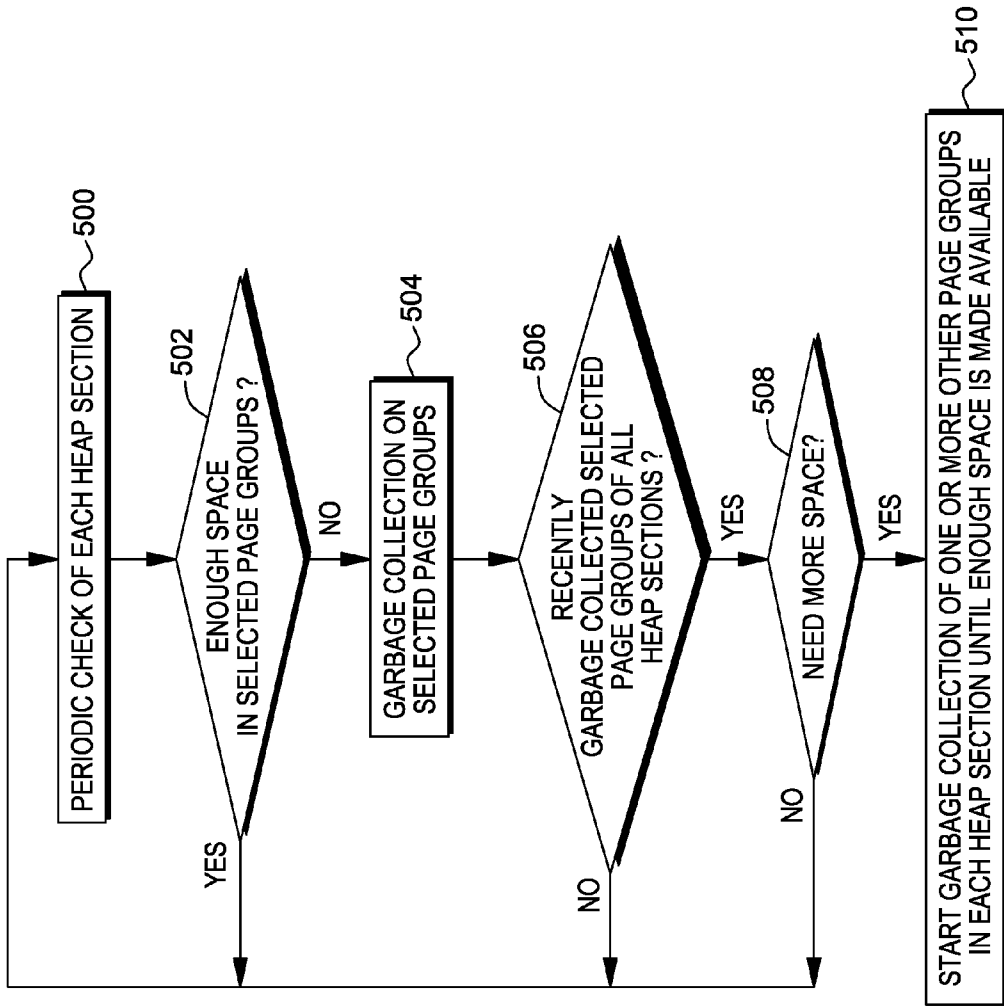 PERIODIC CHECK OF EACH HEAP SECTION
500
502
ENOUGH SPACE
IN SELECTED PAGE GROUPS ?
YES
NO
504
GARBAGE COLLECTION ON
SELECTED PAGE GROUPS
506
RECENTLY
GARBAGE COLLECTED SELECTED
PAGE GROUPS OF ALL
HEAP SECTIONS ?
NO
YES
508
NEED MORE SPACE?
NO
YES
510
START GARBAGE COLLECTION OF ONE OR MORE OTHER PAGE GROUPS
IN EACH HEAP SECTION UNTIL ENOUGH SPACE IS MADE AVAILABLE